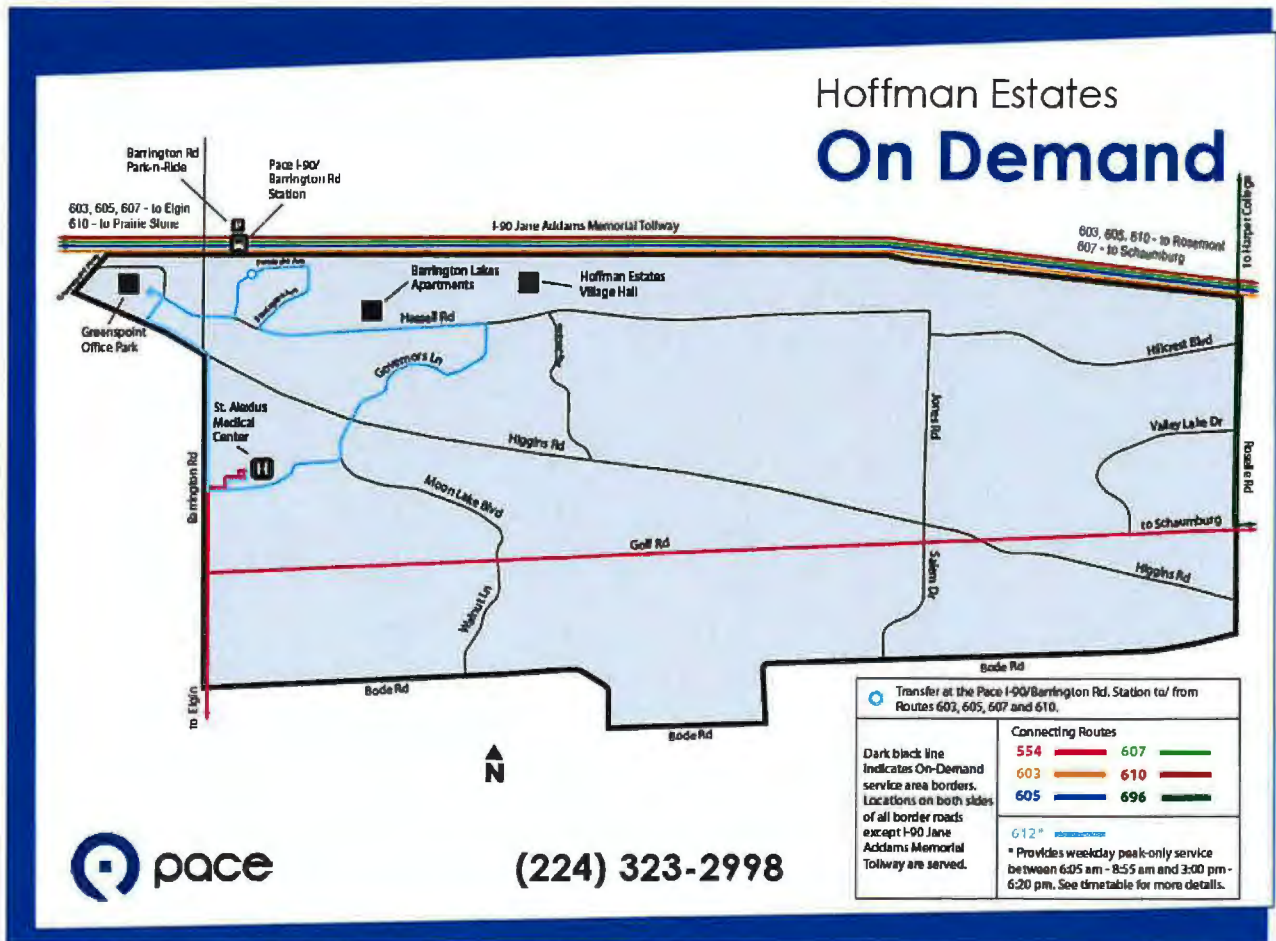 Hoffman Estates
On Demand
Barrington Rd
Park-n-Ride
Pace I-90/
Barrington Rd
Station
603, 605, 607 - to Elgin
610 - to Prairie Stone
I-90 Jane Addams Memorial Tollway
603, 605, 610 - to Rosemont
607 - to Schaumburg
to Harper College
Greenspoint
Office Park
Barrington Lakes
Apartments
Hoffman Estates
Village Hall
Hassell Rd
Governors Ln
Hillcrest Blvd
Jones Rd
Valley Lake Dr
Roselle Rd
St. Alexius
Medical
Center
H
Higgins Rd
Barrington Rd
Moon Lake Blvd
to Schaumburg
Golf Rd
Salem Dr
Higgins Rd
Walnut Ln
to Elgin
Bode Rd
Bode Rd
Bode Rd
N
Transfer at the Pace I-90/Barrington Rd. Station to/ from
Routes 603, 605, 607 and 610.
Dark black line
indicates On-Demand
service area borders.
Locations on both sides
of all border roads
except I-90 Jane
Addams Memorial
Tollway are served.
Connecting Routes
554 607
603 610
605 696
612*
* Provides weekday peak-only service
between 6:05 am - 8:55 am and 3:00 pm -
6:20 pm. See timetable for more details.
pace
(224) 323-2998